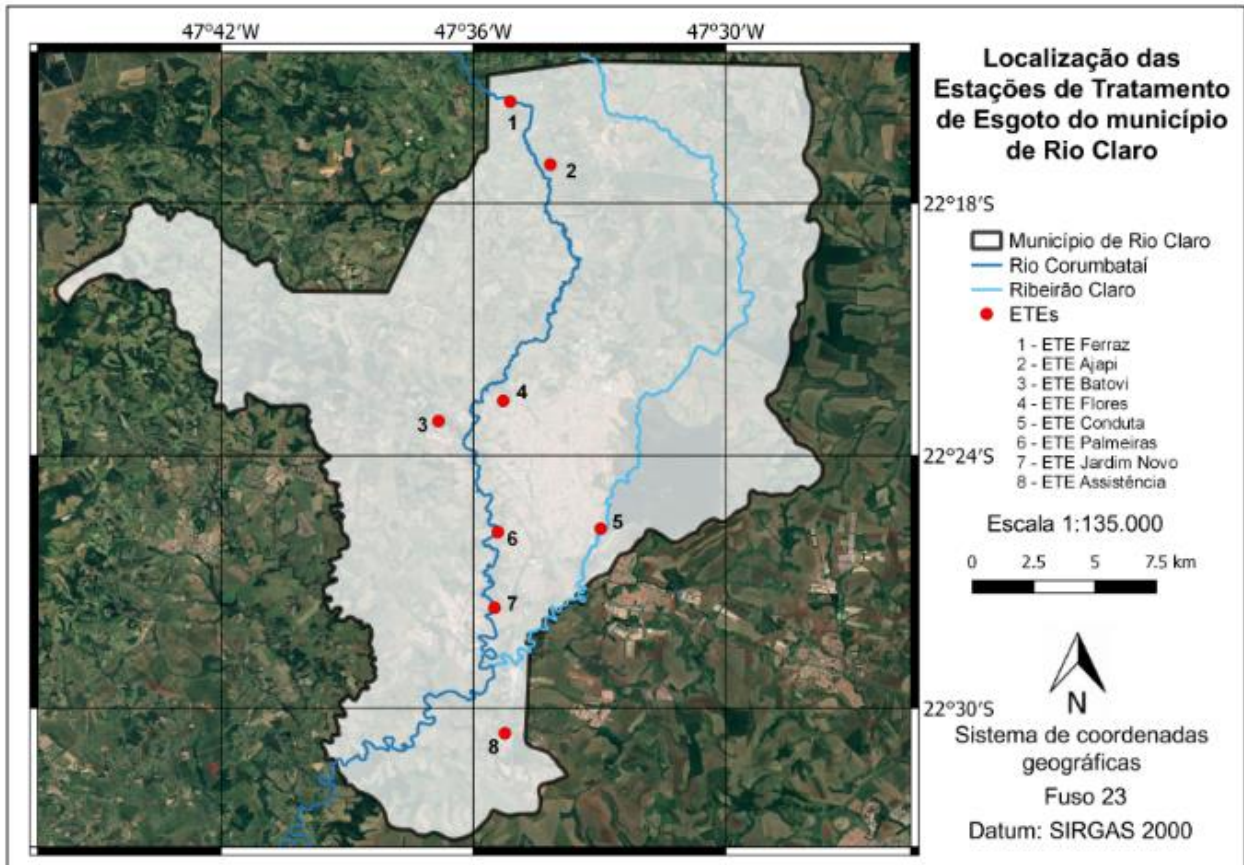 47°42'W 47°36'W 47°30'W
Localização das
Estações de Tratamento
de Esgoto do município
de Rio Claro
22°18'S
Município de Rio Claro
Rio Corumbataí
Ribeirão Claro
ETEs
1 - ETE Ferraz
2 - ETE Ajapi
3 - ETE Batovi
4 - ETE Flores
5 - ETE Conduta
6 - ETE Palmeiras
7 - ETE Jardim Novo
8 - ETE Assistência
22°24'S
Escala 1:135.000
0 2.5 5 7.5 km
N
22°30'S
Sistema de coordenadas
geográficas
Fuso 23
Datum: SIRGAS 2000
1
2
3
4
5
6
7
8